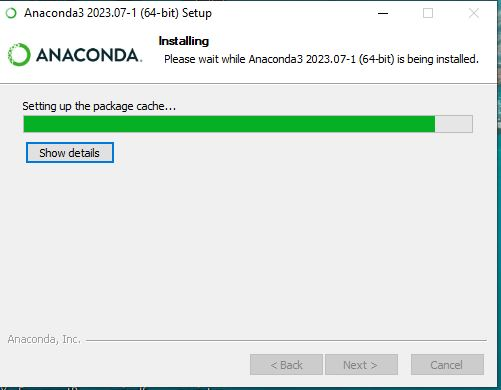 Anaconda3 2023.07-1 (64-bit) Setup
ANACONDA.
Installing
Please wait while Anaconda3 2023.07-1 (64-bit) is being installed.
Setting up the package cache...
Show details
Anaconda, Inc.
< Back
Next >
Cancel